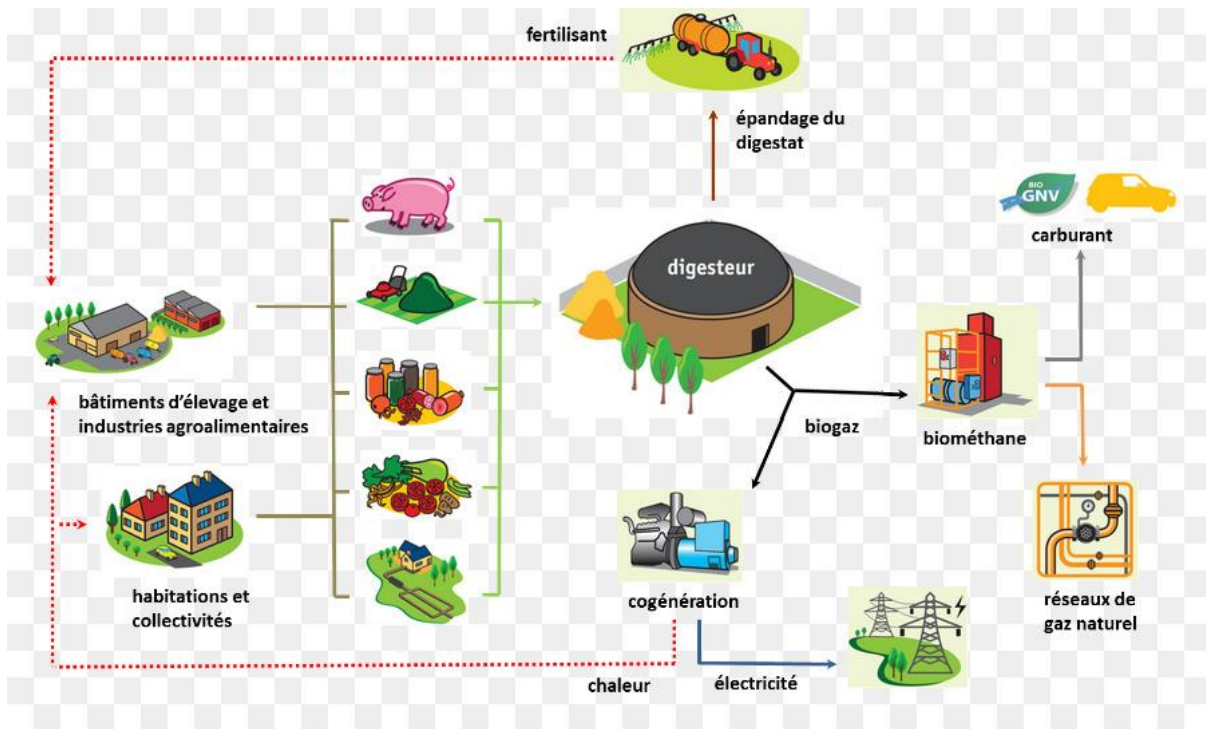 fertilisant
épandage du
digestat
BIO
GNV
carburant
digesteur
bâtiments d'élevage et
industries agroalimentaires
biogaz
biométhane
habitations et
collectivités
cogénération
réseaux de
gaz naturel
chaleur
électricité